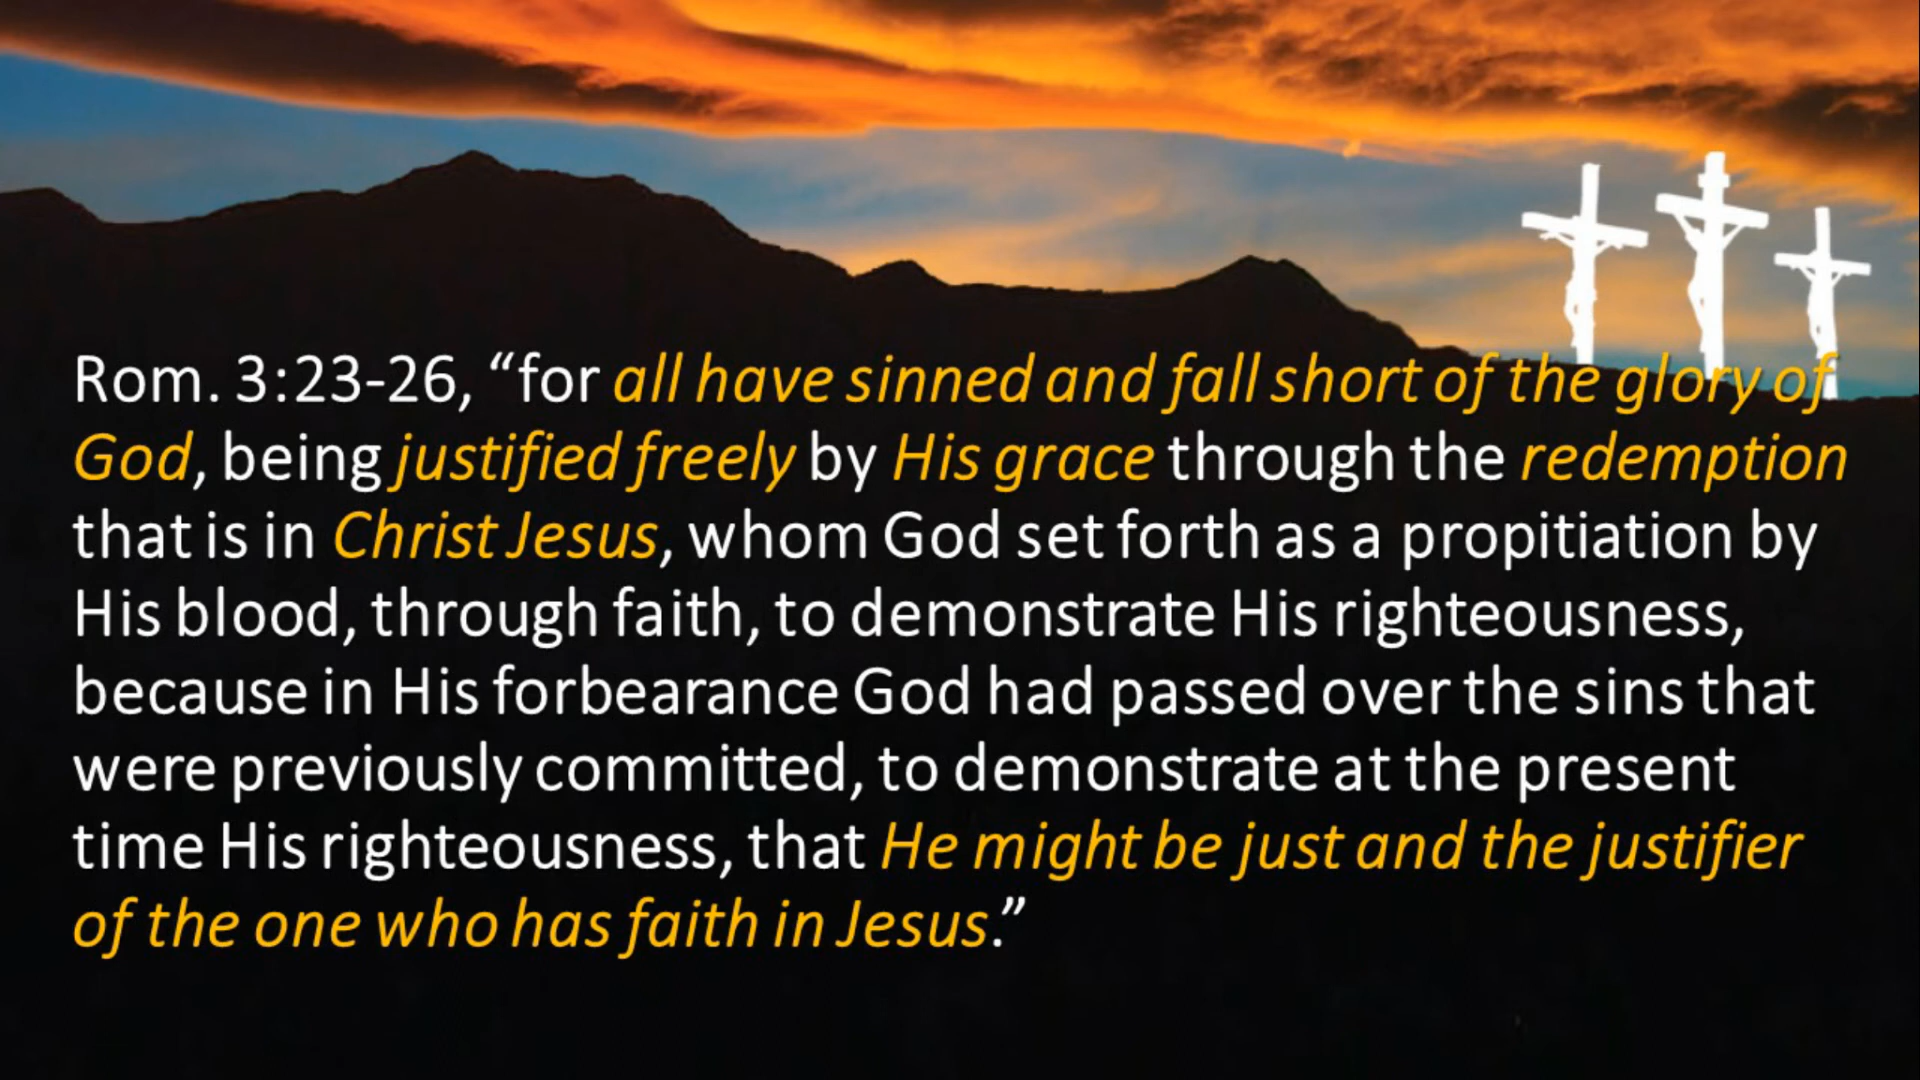 Rom. 3:23-26, “for all have sinned and fall short of the glory of
God, being justified freely by His grace through the redemption
that is in Christ Jesus, whom God set forth as a propitiation by
His blood, through faith, to demonstrate His righteousness,
because in His forbearance God had passed over the sins that
were previously committed, to demonstrate at the present
time His righteousness, that He might be just and the justifier
of the one who has faith in Jesus.”